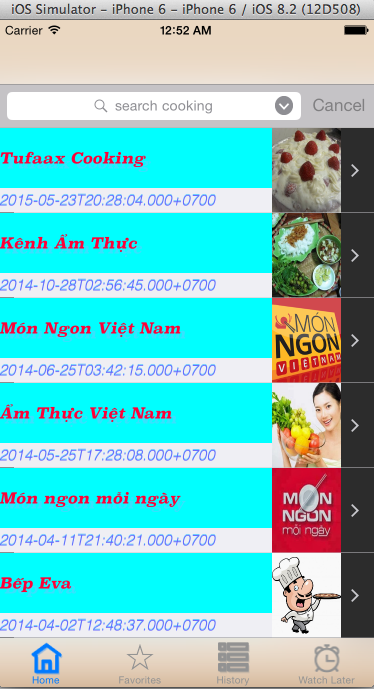 iOS Simulator - iPhone 6 - iPhone 6 / iOS 8.2 (12D508)
Carrier 12:52 AM
search cooking Cancel
Tufaax Cooking
2015-05-23T20:28:04.000+0700
Kênh Ẩm Thực
2014-10-28T02:56:45.000+0700
Món Ngon Việt Nam
MÓN
NGON
VIỆTNAM
2014-06-25T03:42:15.000+0700
Ẩm Thực Việt Nam
2014-05-25T17:28:08.000+0700
Món ngon mỗi ngày
MÓN
NGON
mỗi ngày
2014-04-11T21:40:21.000+0700
Bếp Eva
2014-04-02T12:48:37.000+0700
Home Favorites History Watch Later